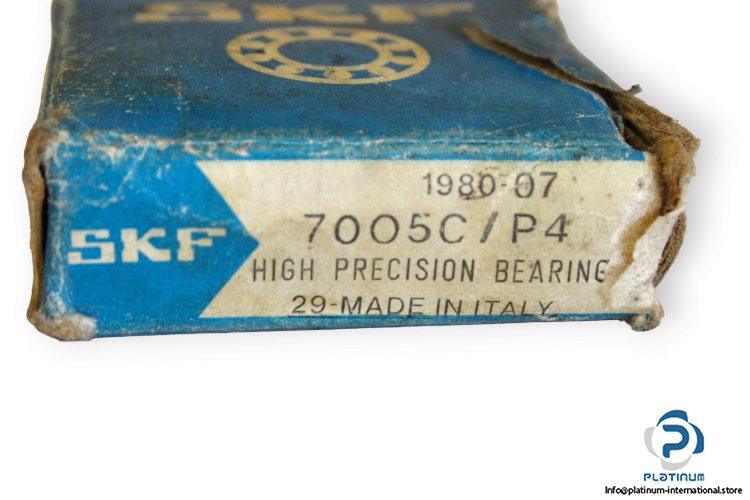 SKF
1980-07
7005C/P4
SKF
HIGH PRECISION BEARING
29-MADE IN ITALY
PLATINUM
Info@platinum-international.store